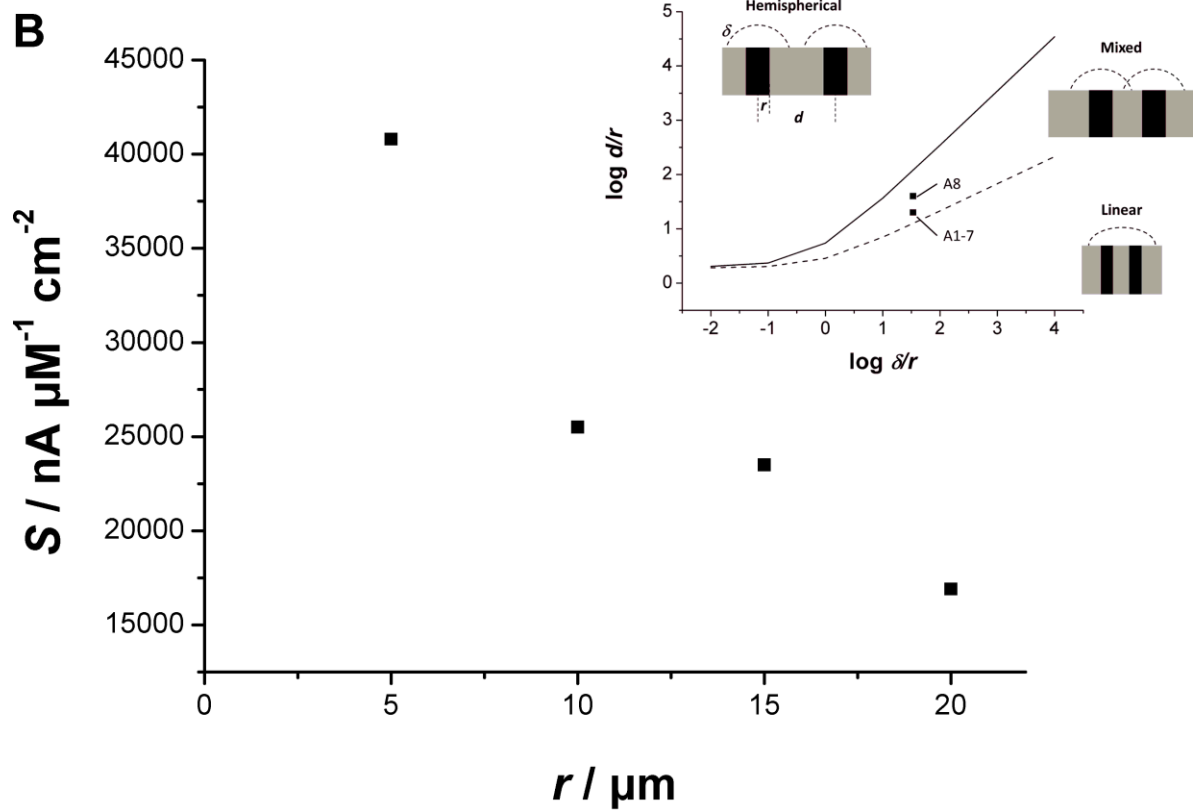 B
45000
40000
35000
30000
25000
20000
15000
S / nA µM⁻¹ cm⁻²
0 5 10 15 20
r / µm
5
4
3
2
1
0
log d/r
-2 -1 0 1 2 3 4
log δ/r
Hemispherical
δ
r
d
Mixed
Linear
A8
A1-7